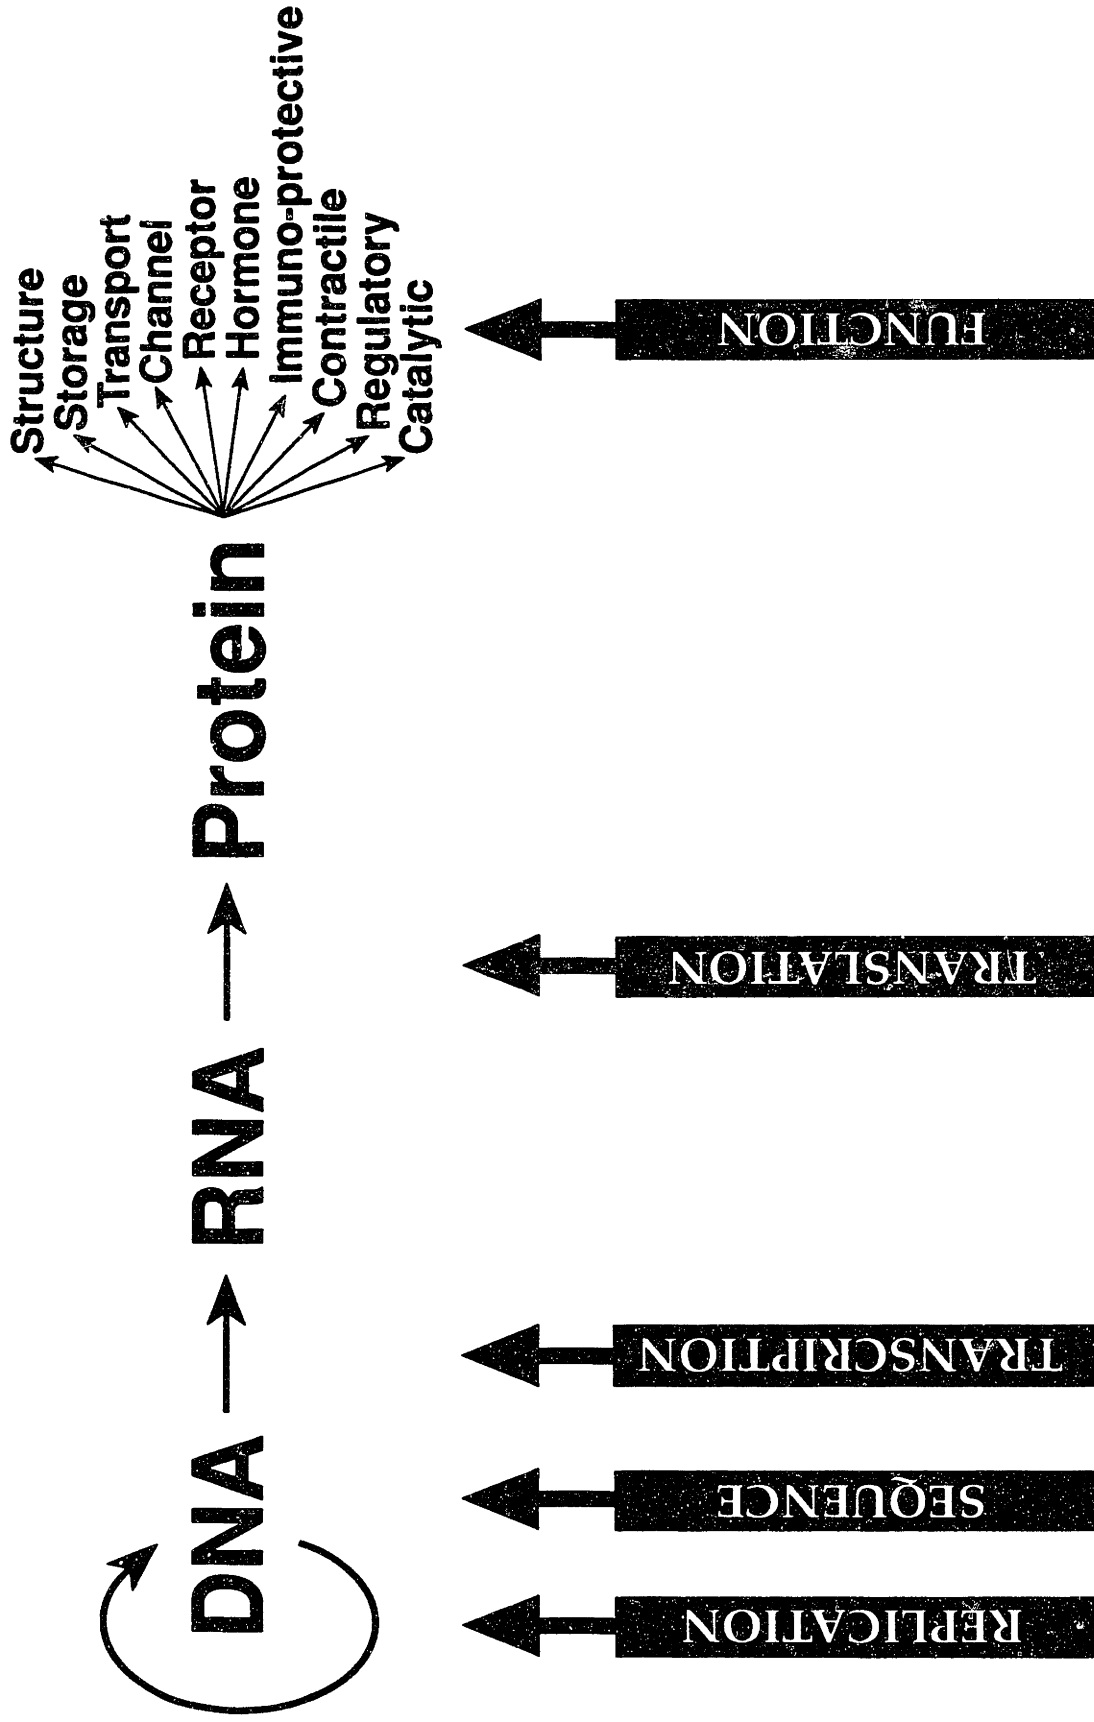 DNA
RNA
Protein
Structure
Storage
Transport
Channel
Receptor
Hormone
Immuno-protective
Contractile
Regulatory
Catalytic
REPLICATION
SEQUENCE
TRANSCRIPTION
TRANSLATION
FUNCTION